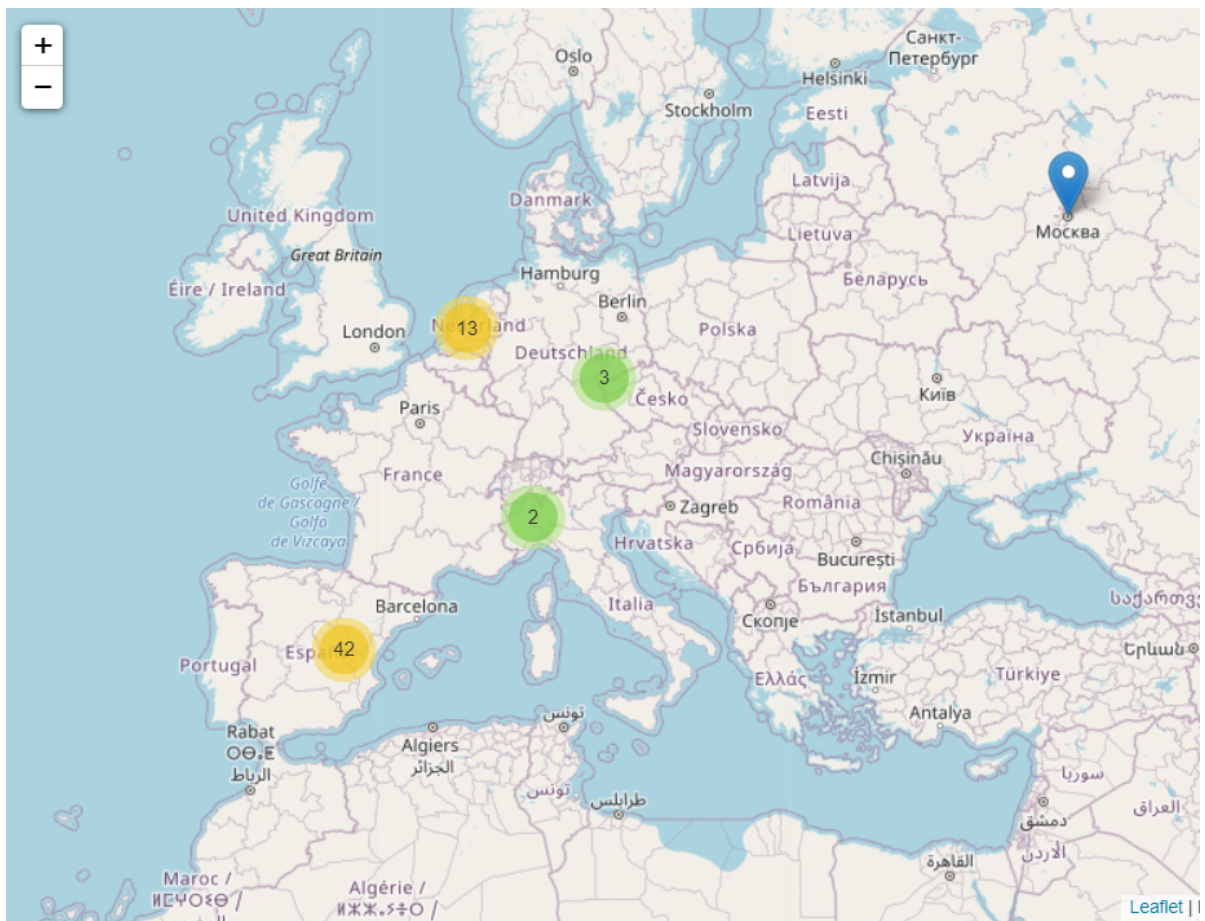 +
−
Oslo
Санкт-
Петербург
Helsinki
Stockholm
Eesti
Latvija
Danmark
United Kingdom
Москва
Lietuva
Great Britain
Беларусь
Éire / Ireland
Hamburg
Berlin
13
London
Polska
Deutschland
3
Česko
Київ
Paris
Slovensko
Україна
Chișinău
France
Magyarország
Golfe
de Gascogne /
Golfo
de Vizcaya
România
Zagreb
2
Hrvatska
Србија
București
България
Barcelona
Italia
Скопје
İstanbul
42
Portugal
Ελλάς
İzmir
Türkiye
Antalya
Rabat
ⵔⴱⴰⵟ
الرباط
Algiers
الجزائر
تونس
تونس
طرابلس
سوريا
دمشق
العراق
الأردن
القاهرة
Maroc /
Algérie /
Leaflet |